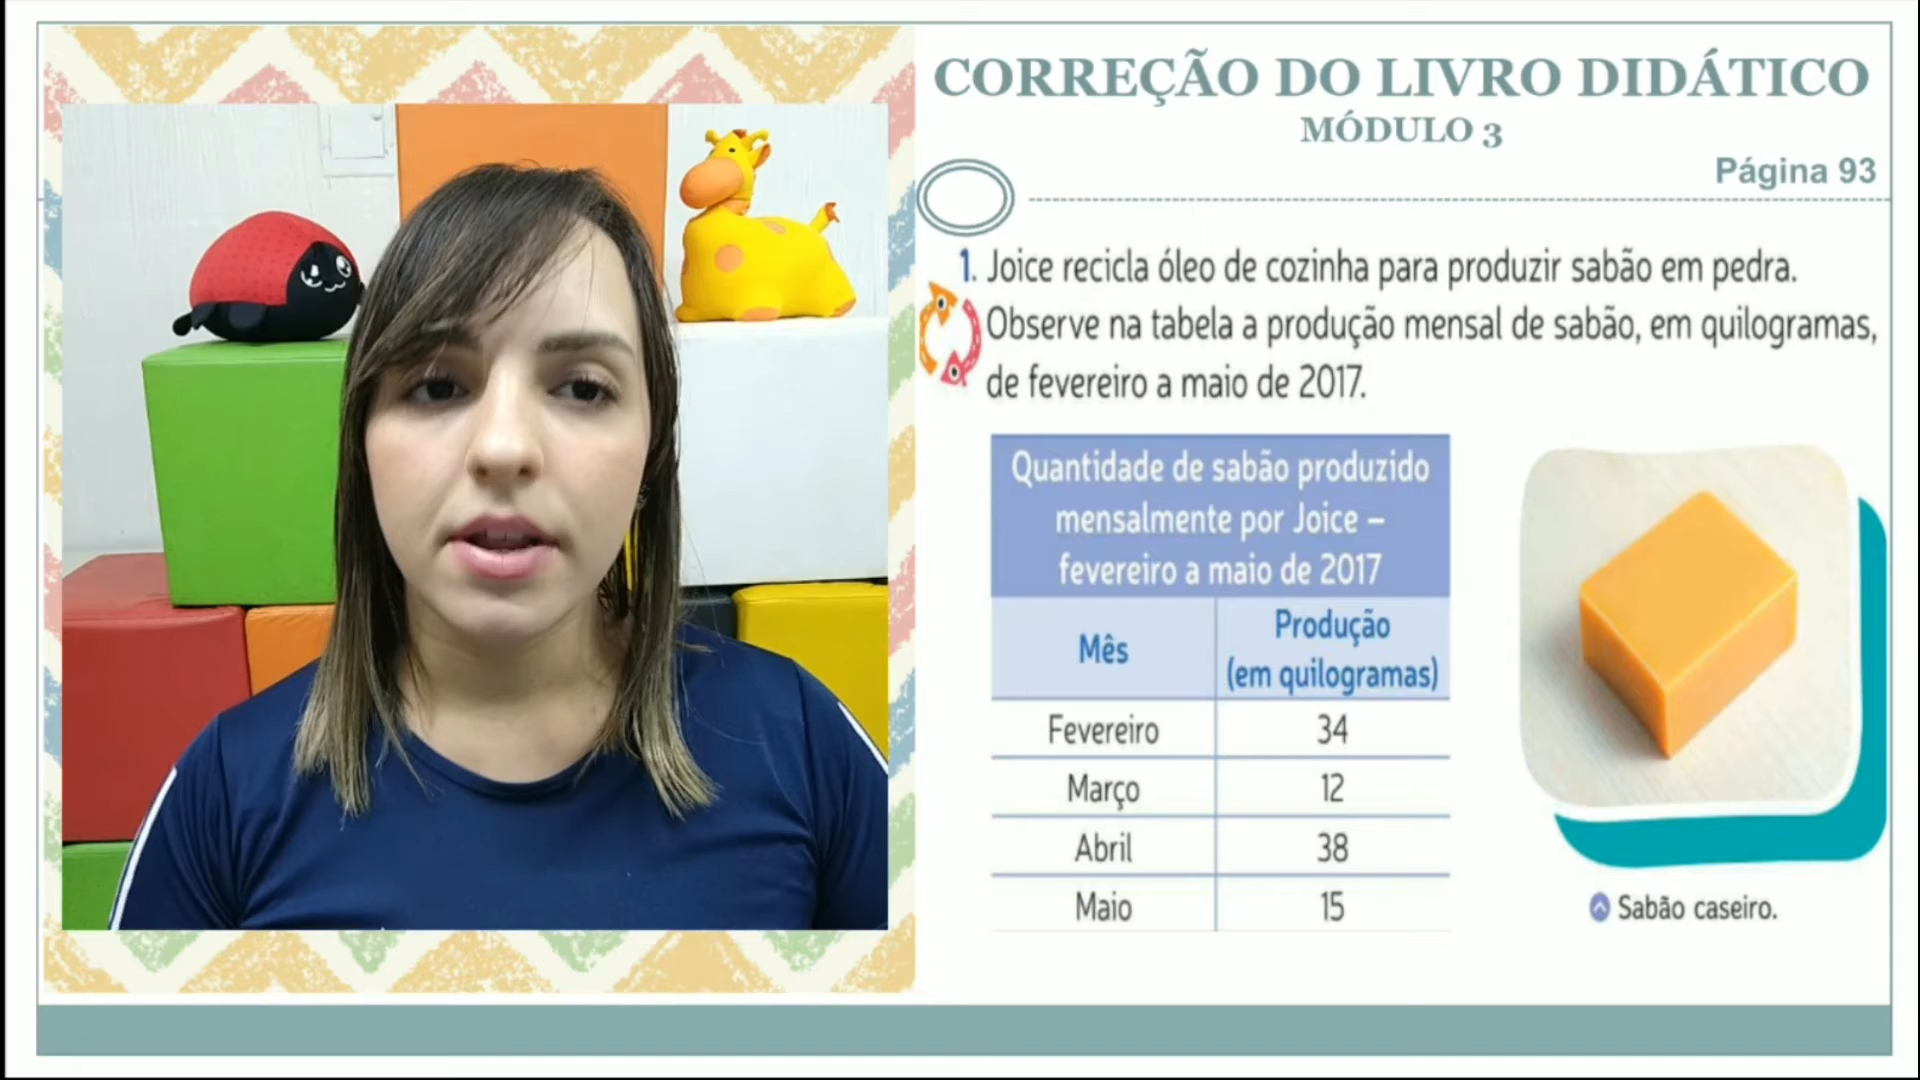 CORREÇÃO DO LIVRO DIDÁTICO
MÓDULO 3
Página 93
1. Joice recicla óleo de cozinha para produzir sabão em pedra.
Observe na tabela a produção mensal de sabão, em quilogramas,
de fevereiro a maio de 2017.
Quantidade de sabão produzido
mensalmente por Joice –
fevereiro a maio de 2017
Mês
Produção
(em quilogramas)
Fevereiro 34
Março 12
Abril 38
Maio 15
Sabão caseiro.